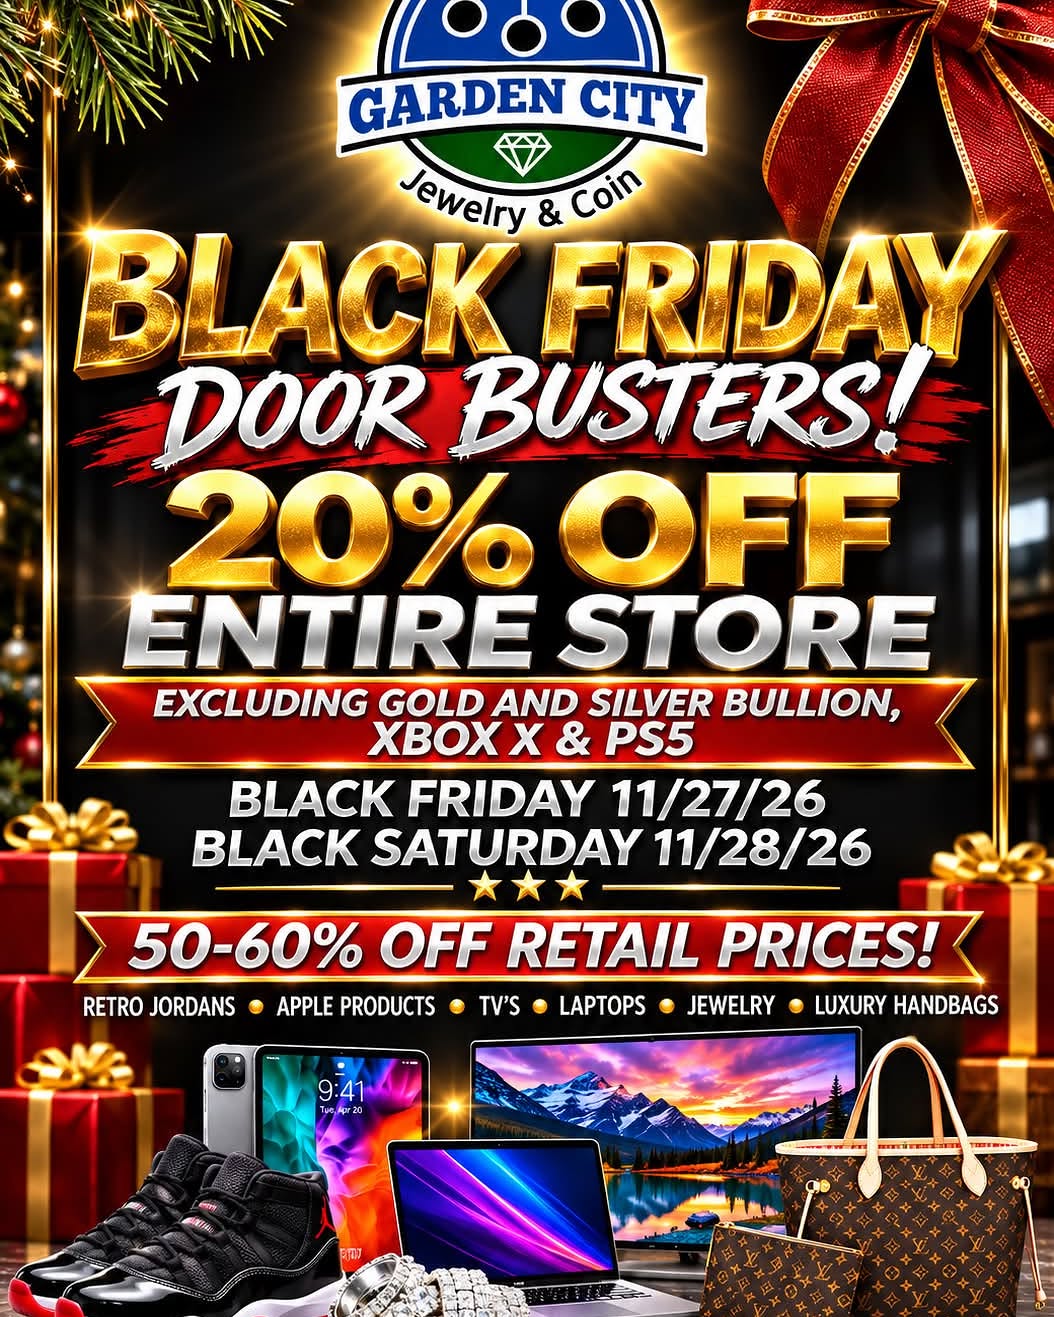 GARDEN CITY
Jewelry & Coin
BLACK FRIDAY
DOOR BUSTERS!
20% OFF
ENTIRE STORE
EXCLUDING GOLD AND SILVER BULLION,
XBOX X & PS5
BLACK FRIDAY 11/27/26
BLACK SATURDAY 11/28/26
50-60% OFF RETAIL PRICES!
RETRO JORDANS • APPLE PRODUCTS • TV'S • LAPTOPS • JEWELRY • LUXURY HANDBAGS
9:41
Tue, Apr 20